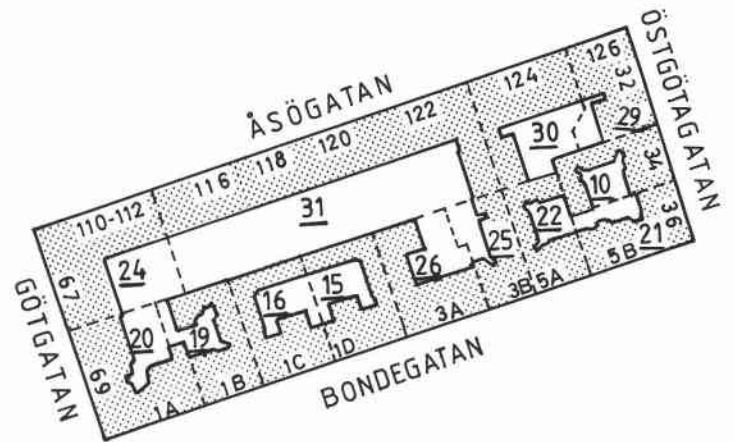 ÅSÖGATAN
ÖSTGÖTAGATAN
GÖTGATAN
BONDEGATAN
110-112
116
118
120
122
124
126
32
29
34
36
21
67
69
24
31
30
10
22
25
26
20
19
16
15
1A
1B
1C
1D
3A
3B
5A
5B